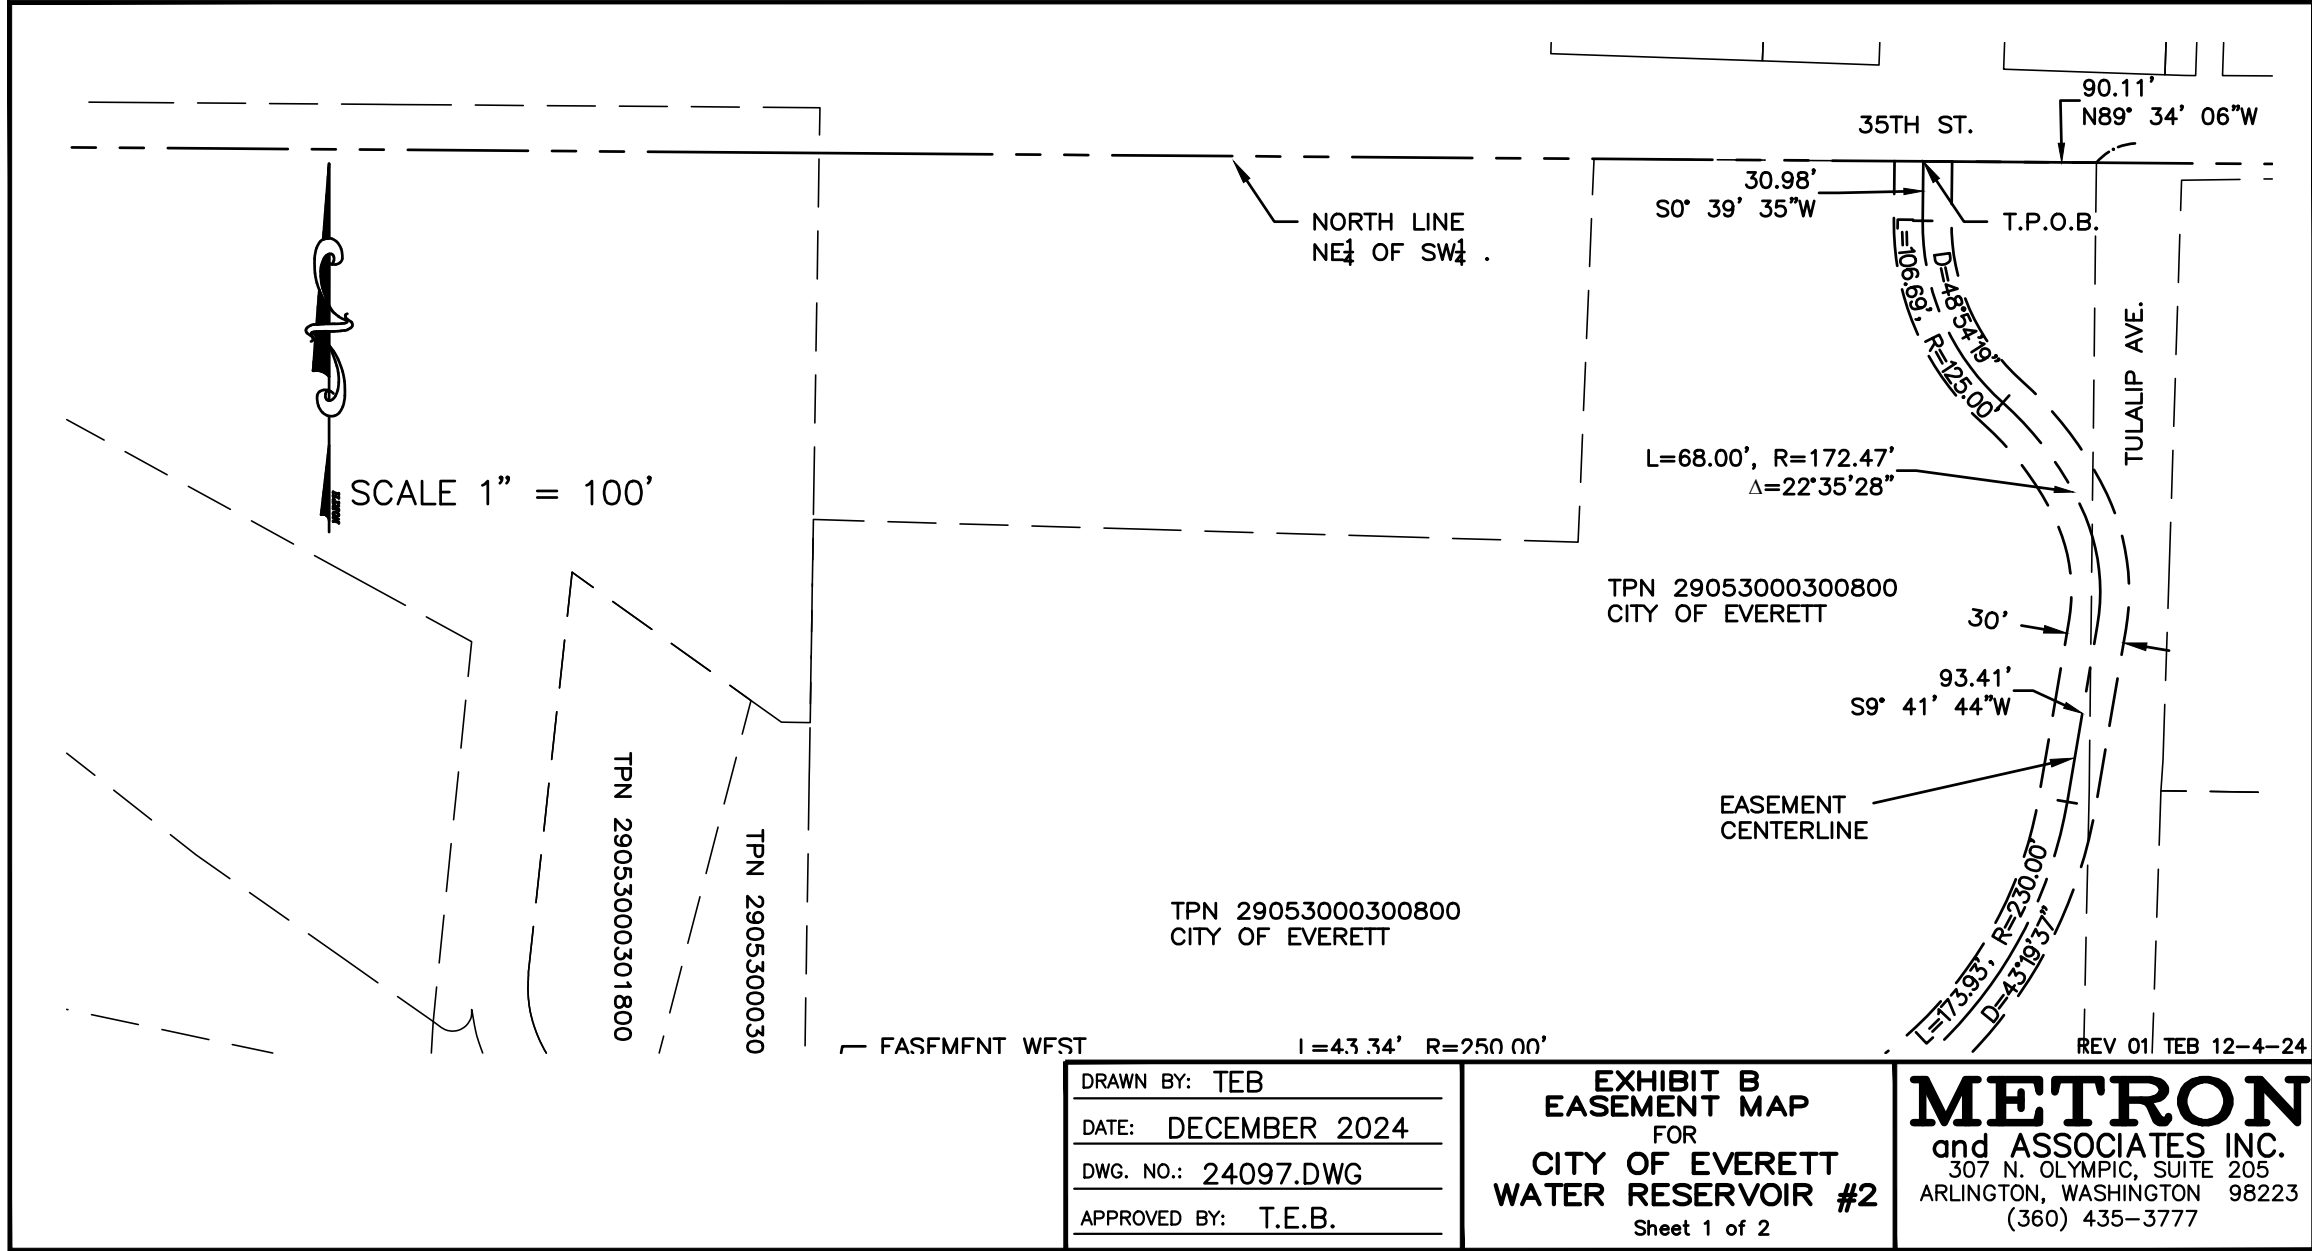 90.11'
N89° 34' 06"W
35TH ST.
30.98'
S0° 39' 35"W
T.P.O.B.
NORTH LINE
NE¼ OF SW¼ .
L=106.69', R=125.00'
D=48°54'19"
TULALIP AVE.
SCALE 1" = 100'
L=68.00', R=172.47'
Δ=22°35'28"
TPN 29053000300800
CITY OF EVERETT
30'
93.41'
S9° 41' 44"W
EASEMENT
CENTERLINE
TPN 29053000301800
TPN 29053000030
TPN 29053000300800
CITY OF EVERETT
L=173.93', R=230.00'
D=43°19'37"
EASEMENT WEST
L=43.34' R=250.00'
REV 01 TEB 12-4-24
DRAWN BY: TEB
DATE: DECEMBER 2024
DWG. NO.: 24097.DWG
APPROVED BY: T.E.B.
EXHIBIT B
EASEMENT MAP
FOR
CITY OF EVERETT
WATER RESERVOIR #2
Sheet 1 of 2
METRON
and ASSOCIATES INC.
307 N. OLYMPIC, SUITE 205
ARLINGTON, WASHINGTON 98223
(360) 435-3777